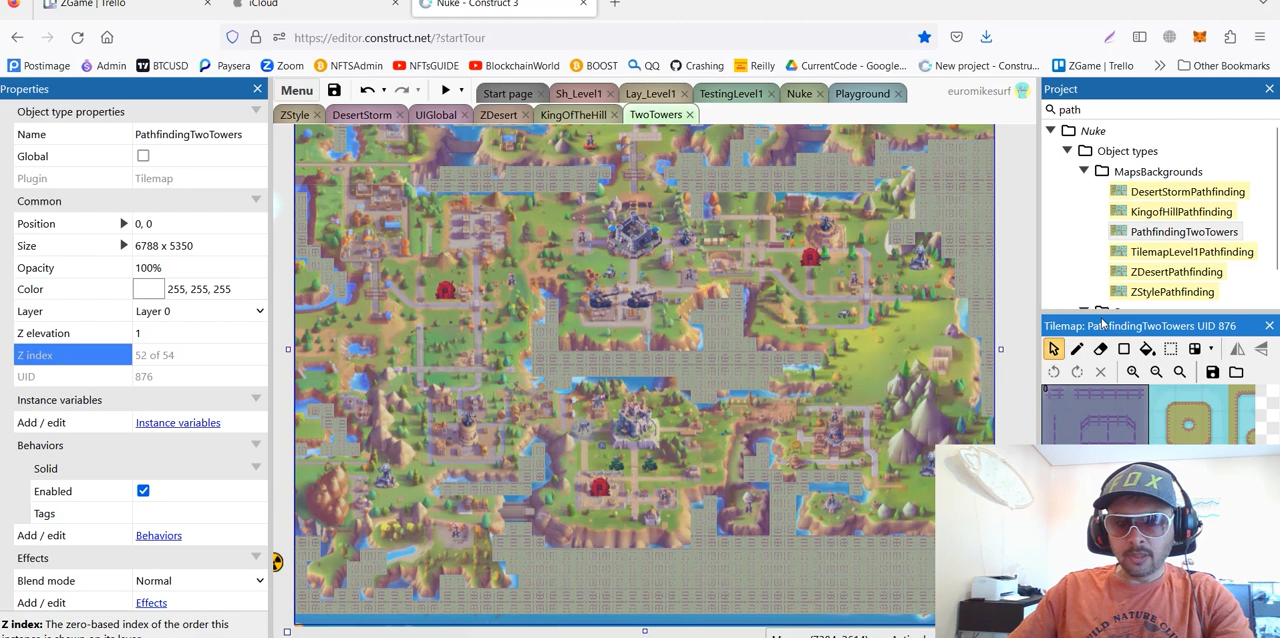 ZGame | Trello
iCloud
Nuke - Construct 3
https://editor.construct.net/?startTour
Postimage
Admin
BTCUSD
Paysera
Zoom
NFTSAdmin
NFTsGUIDE
BlockchainWorld
BOOST
QQ
Crashing
Reilly
CurrentCode - Google...
New project - Constru...
ZGame | Trello
Other Bookmarks
Properties
Menu
Start page
Sh_Level1
Lay_Level1
TestingLevel1
Nuke
Playground
euromikesurf
ZStyle
DesertStorm
UIGlobal
ZDesert
KingOfTheHill
TwoTowers
Object type properties
Name PathfindingTwoTowers
Global
Plugin Tilemap
Common
Position 0, 0
Size 6788 x 5350
Opacity 100%
Color 255, 255, 255
Layer Layer 0
Z elevation 1
Z index 52 of 54
UID 876
Instance variables
Add / edit Instance variables
Behaviors
Solid
Enabled
Tags
Add / edit Behaviors
Effects
Blend mode Normal
Add / edit Effects
Z index: The zero-based index of the order this
Project
path
Nuke
Object types
MapsBackgrounds
DesertStormPathfinding
KingofHillPathfinding
PathfindingTwoTowers
TilemapLevel1Pathfinding
ZDesertPathfinding
ZStylePathfinding
Tilemap: PathfindingTwoTowers UID 876
0
FOX